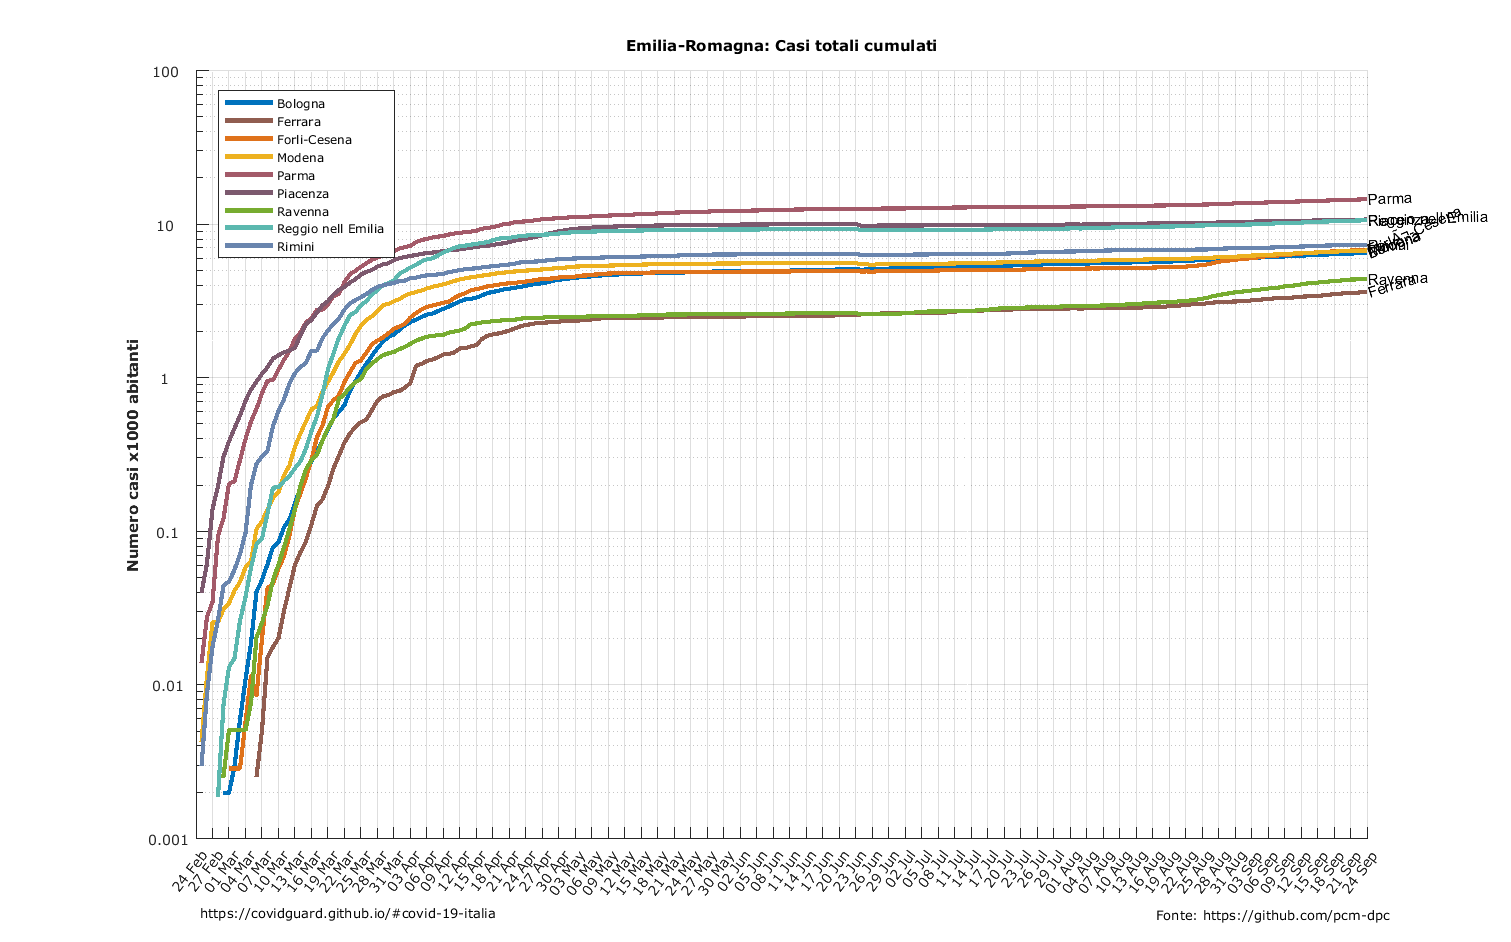 Emilia-Romagna: Casi totali cumulati
100
10
1
0.1
0.01
0.001
Numero casi x1000 abitanti
Bologna
Ferrara
Forli-Cesena
Modena
Parma
Piacenza
Ravenna
Reggio nell Emilia
Rimini
Parma
Reggio nell Emilia
Ravenna
Ferrara
24 Feb
27 Feb
01 Mar
04 Mar
07 Mar
10 Mar
13 Mar
16 Mar
19 Mar
22 Mar
25 Mar
28 Mar
31 Mar
03 Apr
06 Apr
09 Apr
12 Apr
15 Apr
18 Apr
21 Apr
24 Apr
27 Apr
30 Apr
03 May
06 May
09 May
12 May
15 May
18 May
21 May
24 May
27 May
30 May
02 Jun
05 Jun
08 Jun
11 Jun
14 Jun
17 Jun
20 Jun
23 Jun
26 Jun
29 Jun
02 Jul
05 Jul
08 Jul
11 Jul
14 Jul
17 Jul
20 Jul
23 Jul
26 Jul
29 Jul
01 Aug
04 Aug
07 Aug
10 Aug
13 Aug
16 Aug
19 Aug
22 Aug
25 Aug
28 Aug
31 Aug
03 Sep
06 Sep
09 Sep
12 Sep
15 Sep
18 Sep
21 Sep
24 Sep
https://covidguard.github.io/#covid-19-italia
Fonte: https://github.com/pcm-dpc